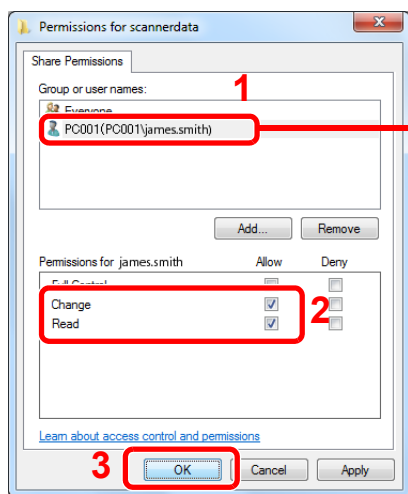 Permissions for scannerdata
X
Share Permissions
Group or user names:
1
Everyone
PC001(PC001\james.smith)
Add... Remove
Permissions for james.smith Allow Deny
Full Control
Change
2
Read
Learn about access control and permissions
3
OK Cancel Apply